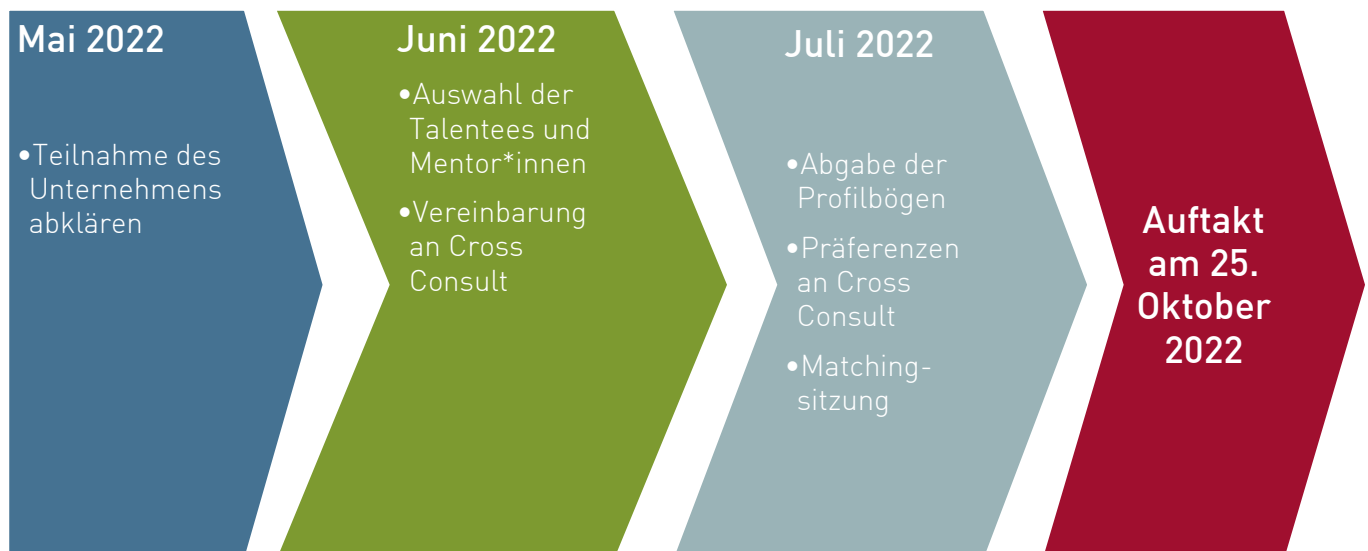 Mai 2022
•Teilnahme des
Unternehmens
abklären
Juni 2022
•Auswahl der
Talentees und
Mentor*innen
•Vereinbarung
an Cross
Consult
Juli 2022
•Abgabe der
Profilbögen
•Präferenzen
an Cross
Consult
•Matching-
sitzung
Auftakt
am 25.
Oktober
2022